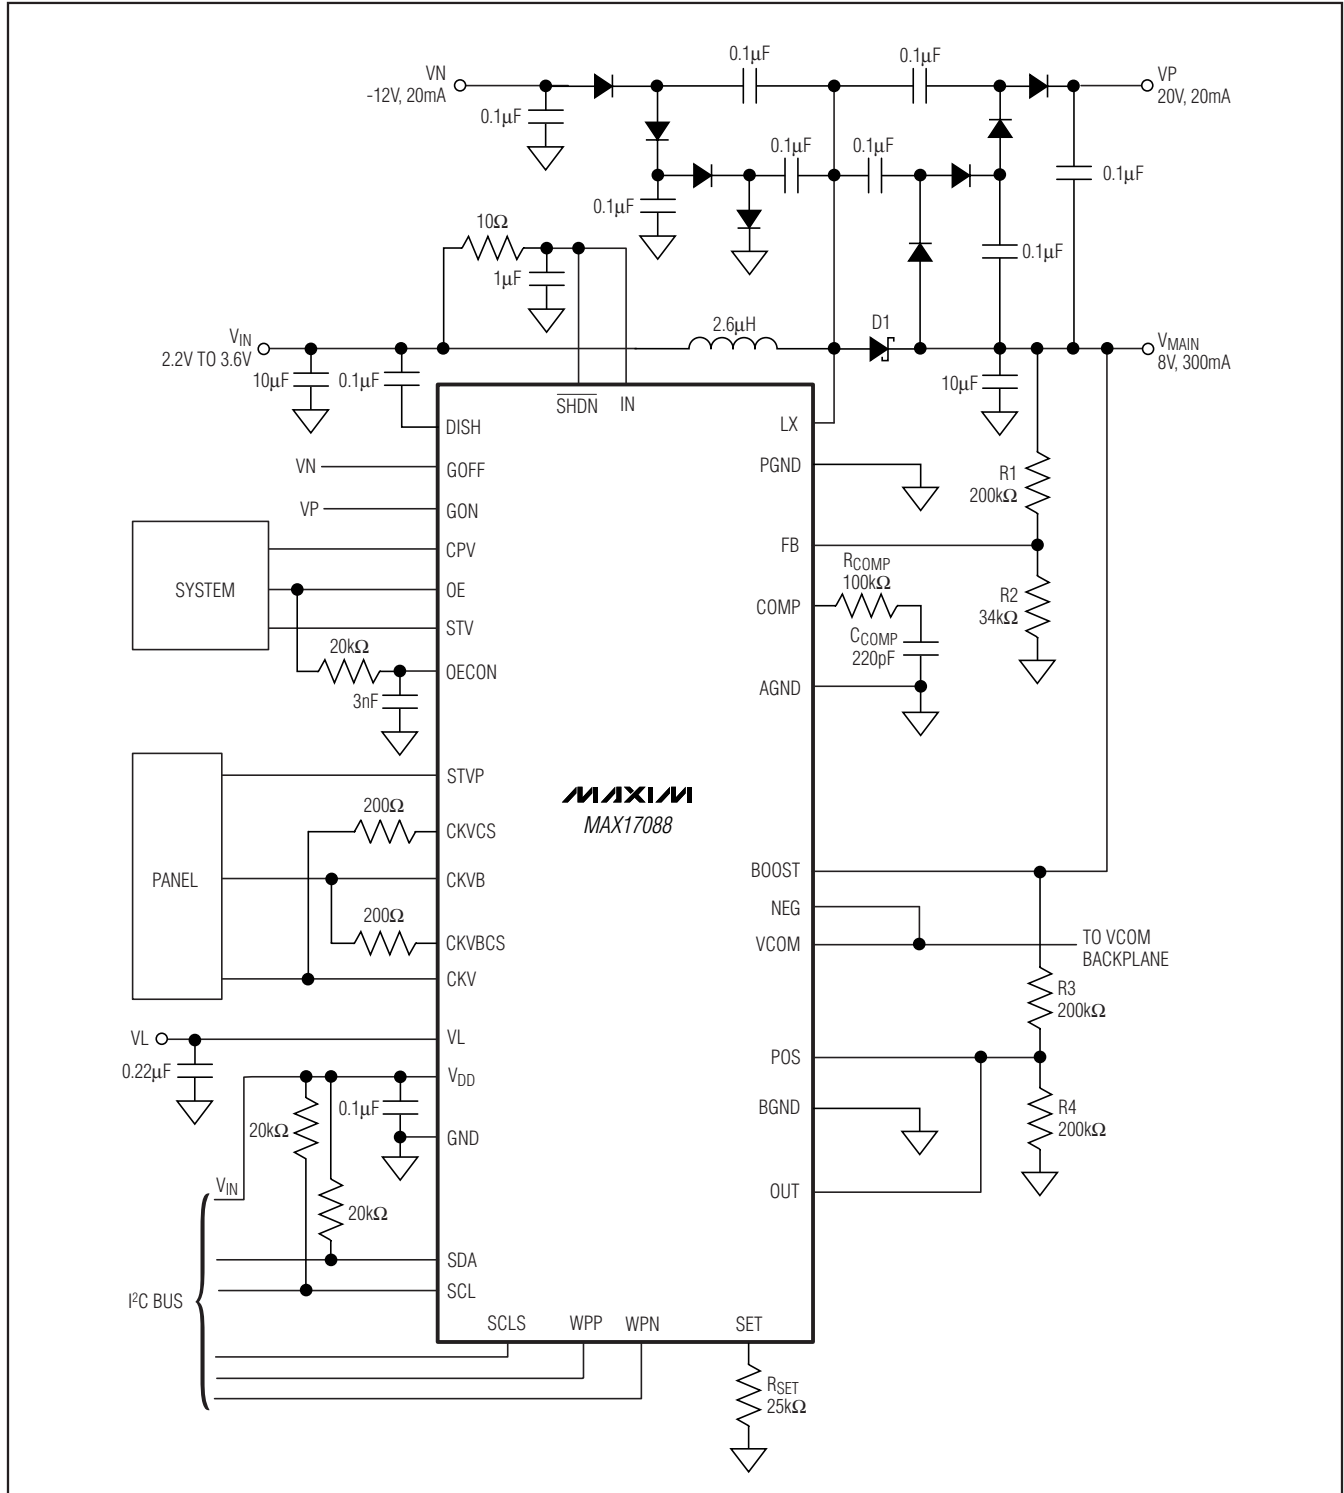 0.1µF
0.1µF
VN
-12V, 20mA
VP
20V, 20mA
0.1µF
0.1µF
0.1µF
0.1µF
0.1µF
10Ω
0.1µF
1µF
2.6µH
D1
VIN
2.2V TO 3.6V
VMAIN
8V, 300mA
10µF
0.1µF
10µF
SHDN
IN
DISH
LX
VN
GOFF
PGND
R1
200kΩ
VP
GON
CPV
FB
SYSTEM
OE
RCOMP
100kΩ
COMP
R2
34kΩ
STV
20kΩ
CCOMP
220pF
OECON
AGND
3nF
STVP
MAXIM
MAX17088
200Ω
CKVCS
PANEL
CKVB
BOOST
NEG
200Ω
CKVBCS
VCOM
TO VCOM
BACKPLANE
CKV
R3
200kΩ
VL
VL
POS
0.22µF
VDD
0.1µF
BGND
R4
200kΩ
20kΩ
GND
VIN
OUT
20kΩ
SDA
I²C BUS
SCL
SCLS
WPP
WPN
SET
RSET
25kΩ